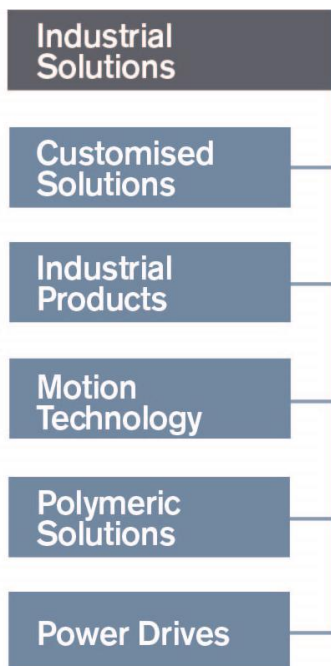 Industrial
Solutions
Customised
Solutions
Industrial
Products
Motion
Technology
Polymeric
Solutions
Power Drives